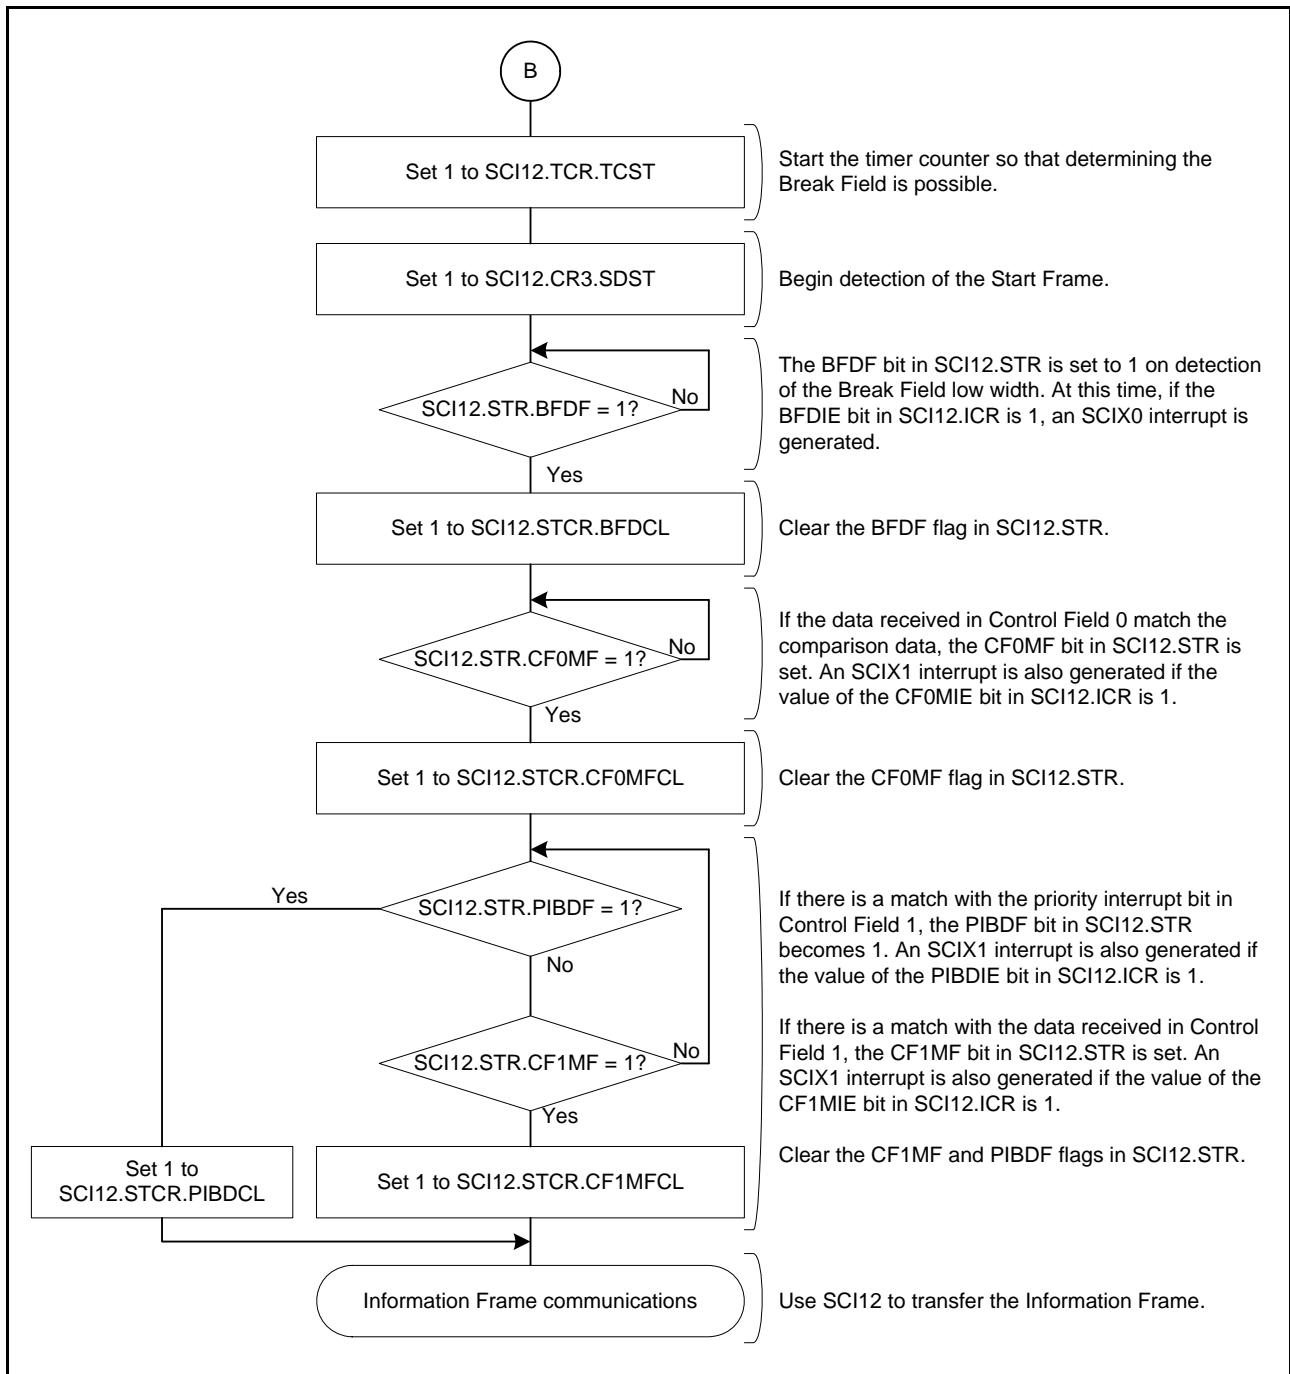 B
Set 1 to SCI12.TCR.TCST
Start the timer counter so that determining the
Break Field is possible.
Set 1 to SCI12.CR3.SDST
Begin detection of the Start Frame.
SCI12.STR.BFDF = 1?
No
Yes
The BFDF bit in SCI12.STR is set to 1 on detection
of the Break Field low width. At this time, if the
BFDIE bit in SCI12.ICR is 1, an SCIX0 interrupt is
generated.
Set 1 to SCI12.STCR.BFDCL
Clear the BFDF flag in SCI12.STR.
SCI12.STR.CF0MF = 1?
No
Yes
If the data received in Control Field 0 match the
comparison data, the CF0MF bit in SCI12.STR is
set. An SCIX1 interrupt is also generated if the
value of the CF0MIE bit in SCI12.ICR is 1.
Set 1 to SCI12.STCR.CF0MFCL
Clear the CF0MF flag in SCI12.STR.
Yes
SCI12.STR.PIBDF = 1?
No
If there is a match with the priority interrupt bit in
Control Field 1, the PIBDF bit in SCI12.STR
becomes 1. An SCIX1 interrupt is also generated if
the value of the PIBDIE bit in SCI12.ICR is 1.
SCI12.STR.CF1MF = 1?
No
Yes
If there is a match with the data received in Control
Field 1, the CF1MF bit in SCI12.STR is set. An
SCIX1 interrupt is also generated if the value of the
CF1MIE bit in SCI12.ICR is 1.
Set 1 to
SCI12.STCR.PIBDCL
Set 1 to SCI12.STCR.CF1MFCL
Clear the CF1MF and PIBDF flags in SCI12.STR.
Information Frame communications
Use SCI12 to transfer the Information Frame.